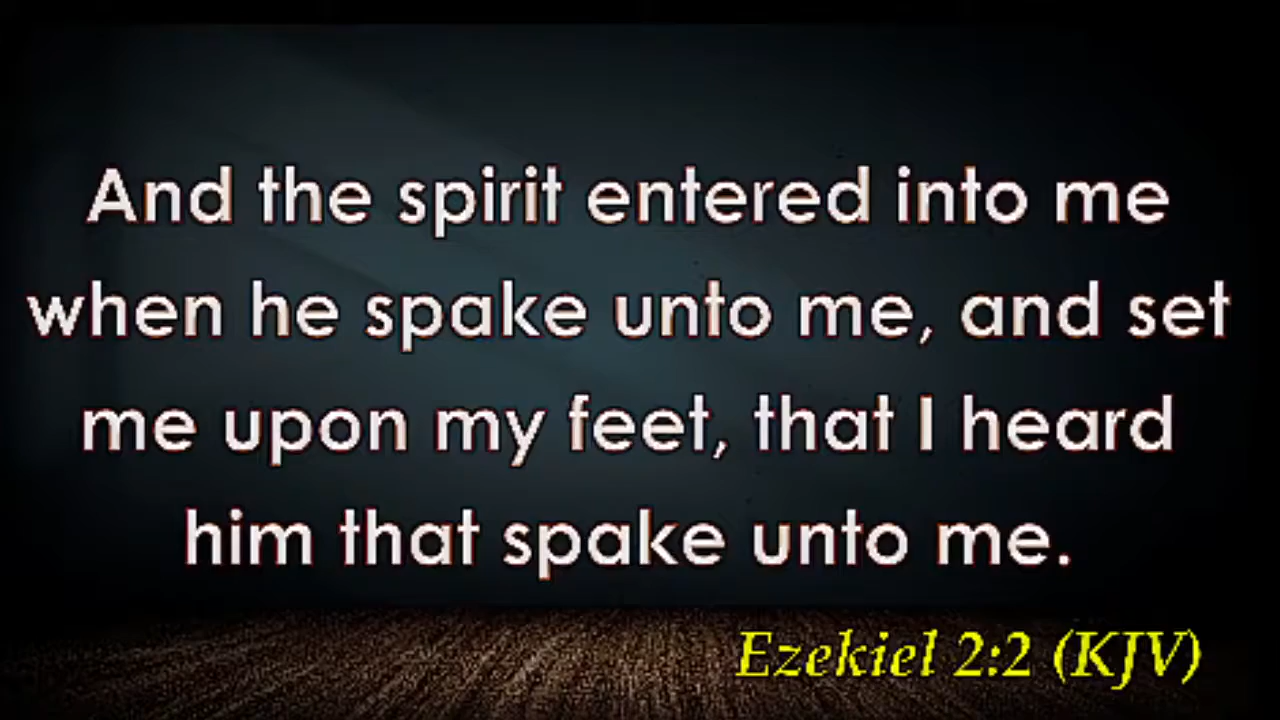 And the spirit entered into me
when he spake unto me, and set
me upon my feet, that I heard
him that spake unto me.
Ezekiel 2:2 (KJV)